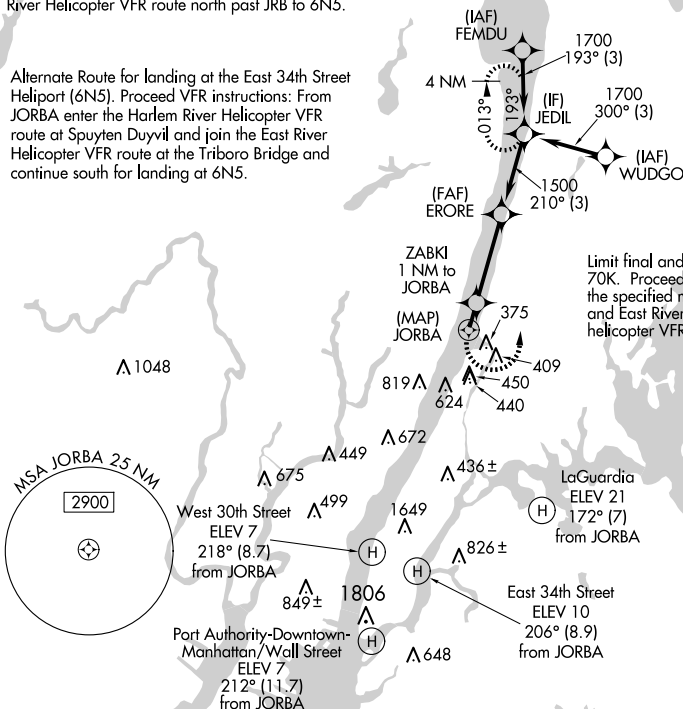 River Helicopter VFR route north past JRB to 6N5.
Alternate Route for landing at the East 34th Street
Heliport (6N5). Proceed VFR instructions: From
JORBA enter the Harlem River Helicopter VFR
route at Spuyten Duyvil and join the East River
Helicopter VFR route at the Triboro Bridge and
continue south for landing at 6N5.
(IAF)
FEMDU
1700
193° (3)
4 NM
013°
193°
(IF)
JEDIL
1700
300° (3)
(IAF)
WUDGO
1500
210° (3)
(FAF)
ERORE
ZABKI
1 NM to
JORBA
(MAP)
JORBA
Limit final and
70K. Proceed
the specified
and East River
helicopter VFR
375
409
450
440
819
624
1048
672
449
675
436±
499
1649
MSA JORBA 25 NM
2900
West 30th Street
ELEV 7
218° (8.7)
from JORBA
H
LaGuardia
ELEV 21
172° (7)
from JORBA
H
826±
H
East 34th Street
ELEV 10
206° (8.9)
from JORBA
849±
1806
H
Port Authority-Downtown-
Manhattan/Wall Street
ELEV 7
212° (11.7)
from JORBA
648